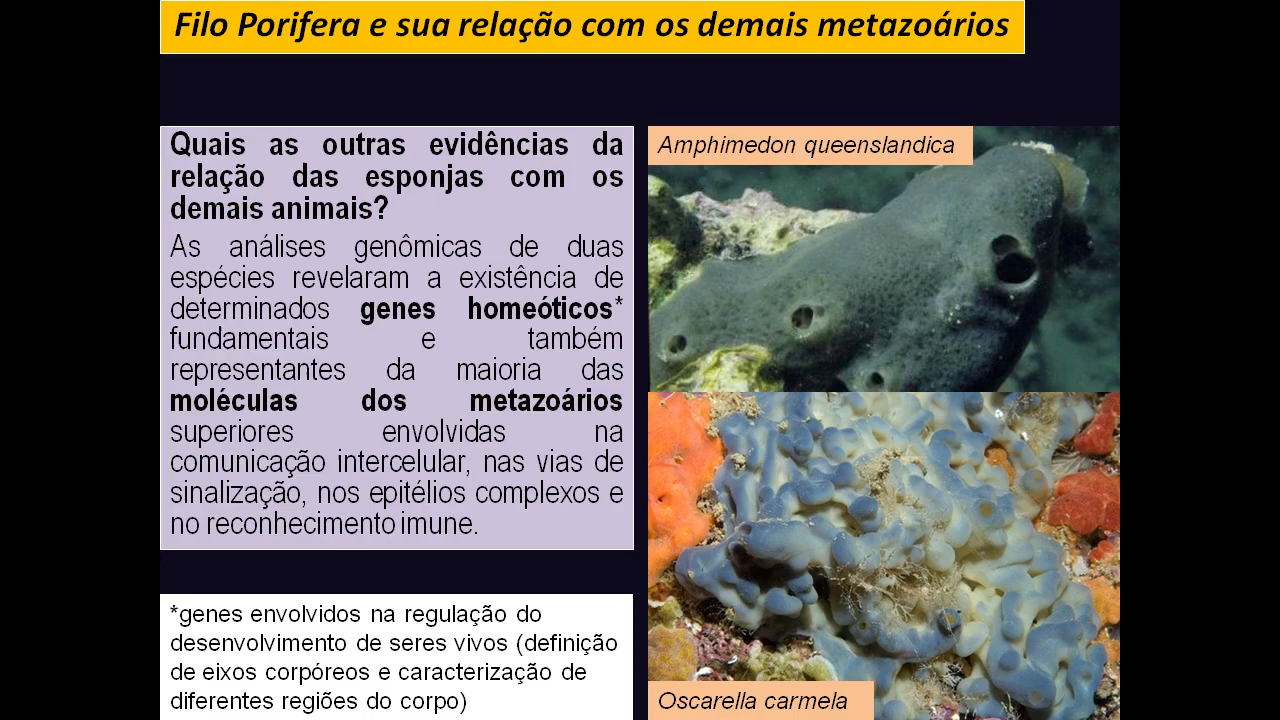 Filo Porifera e sua relação com os demais metazoários
Quais as outras evidências da
relação das esponjas com os
demais animais?
As análises genômicas de duas
espécies revelaram a existência de
determinados genes homeóticos*
fundamentais e também
representantes da maioria das
moléculas dos metazoários
superiores envolvidas na
comunicação intercelular, nas vias de
sinalização, nos epitélios complexos e
no reconhecimento imune.
*genes envolvidos na regulação do
desenvolvimento de seres vivos (definição
de eixos corpóreos e caracterização de
diferentes regiões do corpo)
Amphimedon queenslandica
Oscarella carmela